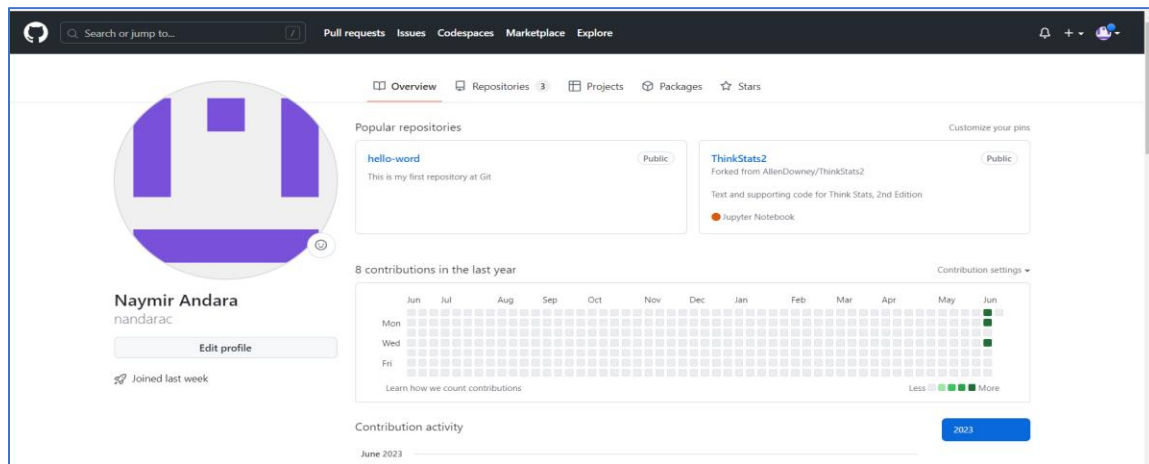 Search or jump to... /
Pull requests Issues Codespaces Marketplace Explore
Overview Repositories 3 Projects Packages Stars
Popular repositories Customize your pins
hello-word Public
This is my first repository at Git
ThinkStats2 Public
Forked from AllenDowney/ThinkStats2
Text and supporting code for Think Stats, 2nd Edition
Jupyter Notebook
Naymir Andara
nandarac
Edit profile
Joined last week
8 contributions in the last year Contribution settings
Jun Jul Aug Sep Oct Nov Dec Jan Feb Mar Apr May Jun
Mon
Wed
Fri
Learn how we count contributions Less More
Contribution activity 2023
June 2023